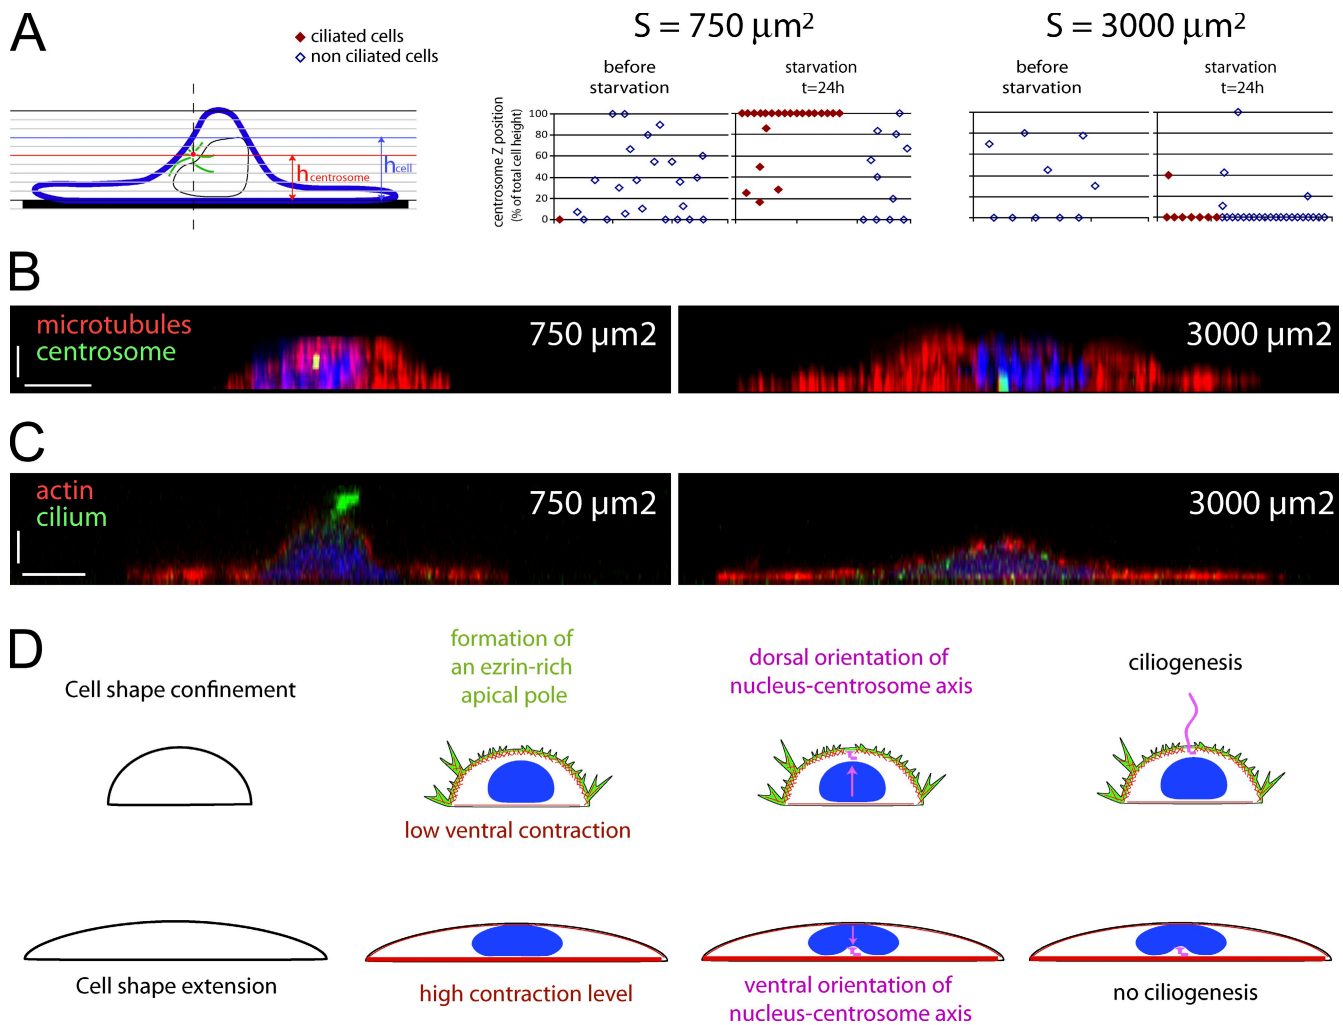 A
ciliated cells
non ciliated cells
hcentrosome
hcell
S = 750 µm2
S = 3000 µm2
before
starvation
starvation
t=24h
before
starvation
starvation
t=24h
centrosome Z position
(% of total cell height)
100
80
60
40
20
0
B
microtubules
centrosome
750 µm2
3000 µm2
C
actin
cilium
750 µm2
3000 µm2
D
Cell shape confinement
formation of
an ezrin-rich
apical pole
low ventral contraction
dorsal orientation of
nucleus-centrosome axis
ciliogenesis
Cell shape extension
high contraction level
ventral orientation of
nucleus-centrosome axis
no ciliogenesis